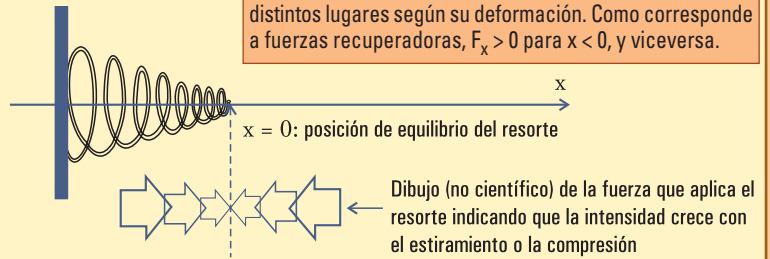 distintos lugares según su deformación. Como corresponde
a fuerzas recuperadoras, Fₓ > 0 para x < 0, y viceversa.
x
x = 0: posición de equilibrio del resorte
Dibujo (no científico) de la fuerza que aplica el
resorte indicando que la intensidad crece con
el estiramiento o la compresión